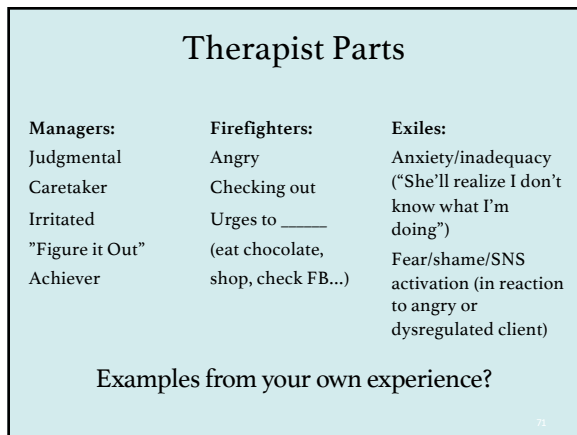 Therapist Parts
Managers:
Judgmental
Caretaker
Irritated
”Figure it Out”
Achiever
Firefighters:
Angry
Checking out
Urges to ______
(eat chocolate,
shop, check FB…)
Exiles:
Anxiety/inadequacy
(“She’ll realize I don’t
know what I’m
doing”)
Fear/shame/SNS
activation (in reaction
to angry or
dysregulated client)
Examples from your own experience?
71